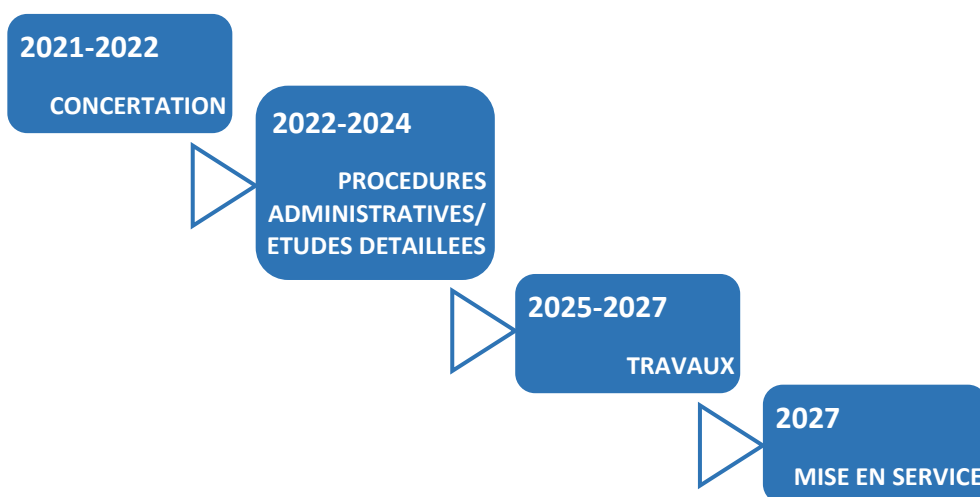 2021-2022
CONCERTATION
2022-2024
PROCEDURES
ADMINISTRATIVES/
ETUDES DETAILLEES
2025-2027
TRAVAUX
2027
MISE EN SERVICE